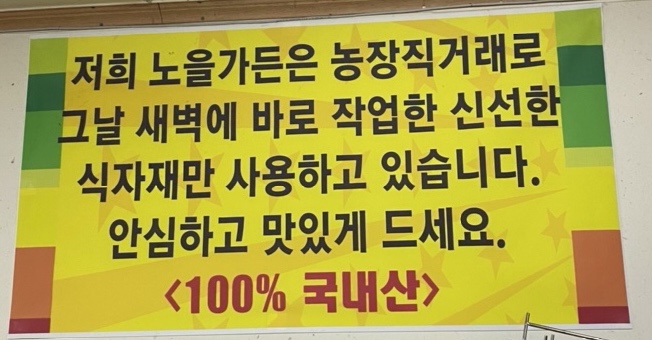 저희 노을가든은 농장직거래로
그날 새벽에 바로 작업한 신선한
식자재만 사용하고 있습니다.
안심하고 맛있게 드세요.
<100% 국내산>